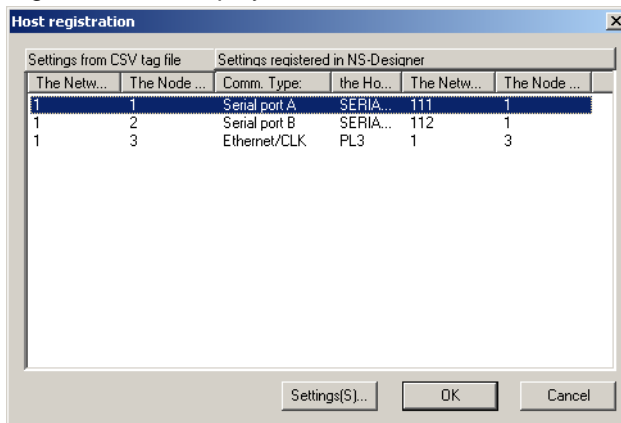 Host registration
Settings from CSV tag file Settings registered in NS-Designer
The Netw... The Node ... Comm. Type: the Ho... The Netw... The Node ...
1 1 Serial port A SERIA... 111 1
1 2 Serial port B SERIA... 112 1
1 3 Ethernet/CLK PL3 1 3
Settings(S)... OK Cancel